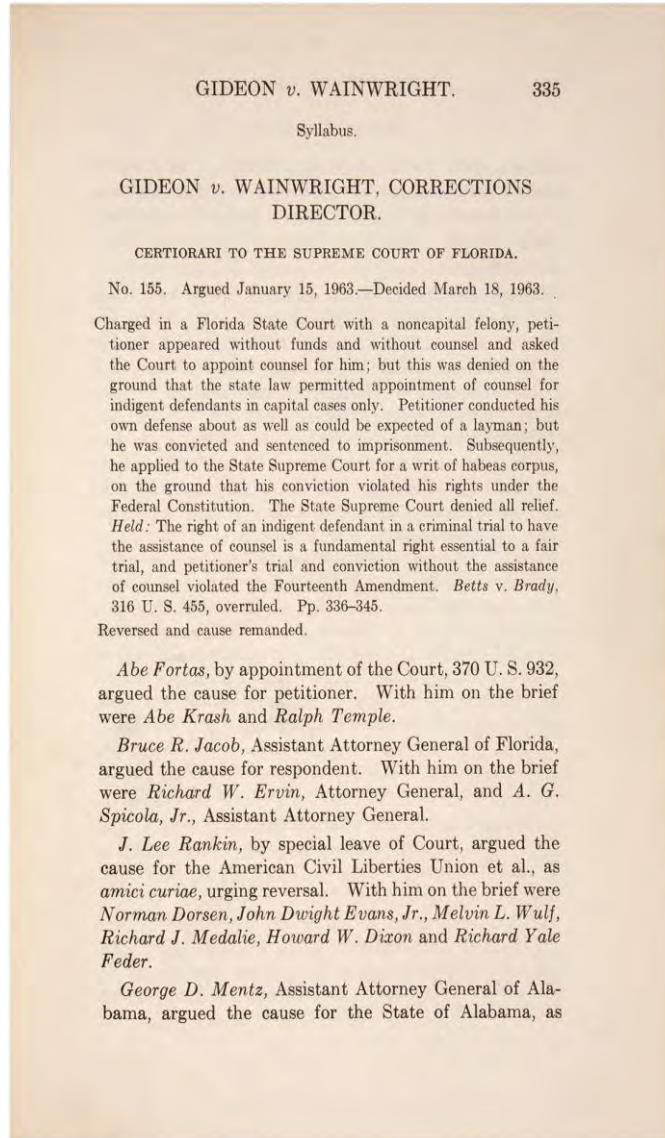 GIDEON v. WAINWRIGHT. 335
Syllabus.
GIDEON v. WAINWRIGHT, CORRECTIONS
DIRECTOR.
CERTIORARI TO THE SUPREME COURT OF FLORIDA.
No. 155. Argued January 15, 1963.—Decided March 18, 1963.
Charged in a Florida State Court with a noncapital felony, peti-
tioner appeared without funds and without counsel and asked
the Court to appoint counsel for him; but this was denied on the
ground that the state law permitted appointment of counsel for
indigent defendants in capital cases only. Petitioner conducted his
own defense about as well as could be expected of a layman; but
he was convicted and sentenced to imprisonment. Subsequently,
he applied to the State Supreme Court for a writ of habeas corpus,
on the ground that his conviction violated his rights under the
Federal Constitution. The State Supreme Court denied all relief.
Held: The right of an indigent defendant in a criminal trial to have
the assistance of counsel is a fundamental right essential to a fair
trial, and petitioner's trial and conviction without the assistance
of counsel violated the Fourteenth Amendment. Betts v. Brady,
316 U. S. 455, overruled. Pp. 336–345.
Reversed and cause remanded.
Abe Fortas, by appointment of the Court, 370 U. S. 932,
argued the cause for petitioner. With him on the brief
were Abe Krash and Ralph Temple.
Bruce R. Jacob, Assistant Attorney General of Florida,
argued the cause for respondent. With him on the brief
were Richard W. Ervin, Attorney General, and A. G.
Spicola, Jr., Assistant Attorney General.
J. Lee Rankin, by special leave of Court, argued the
cause for the American Civil Liberties Union et al., as
amici curiae, urging reversal. With him on the brief were
Norman Dorsen, John Dwight Evans, Jr., Melvin L. Wulf,
Richard J. Medalie, Howard W. Dixon and Richard Yale
Feder.
George D. Mentz, Assistant Attorney General of Ala-
bama, argued the cause for the State of Alabama, as